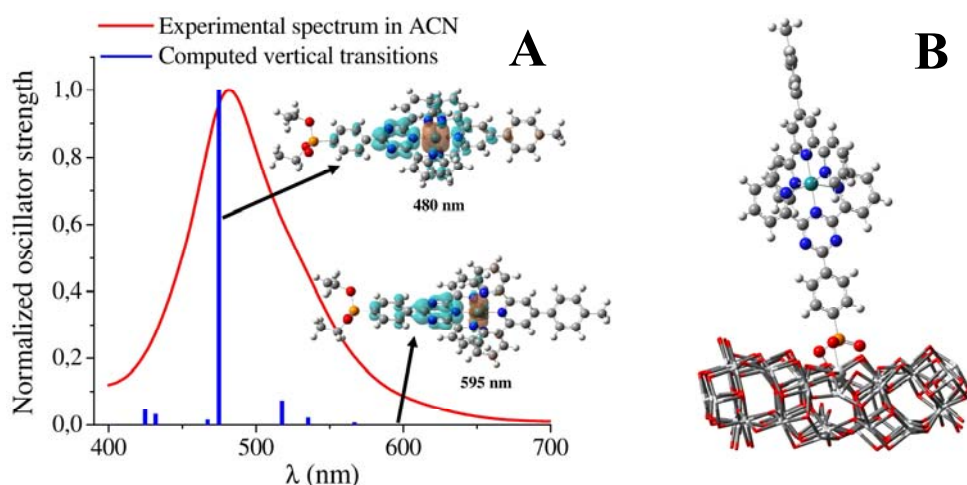 Experimental spectrum in ACN
Computed vertical transitions
A
B
Normalized oscillator strength
1,0
0,8
0,6
0,4
0,2
0,0
480 nm
595 nm
400
500
600
700
λ (nm)